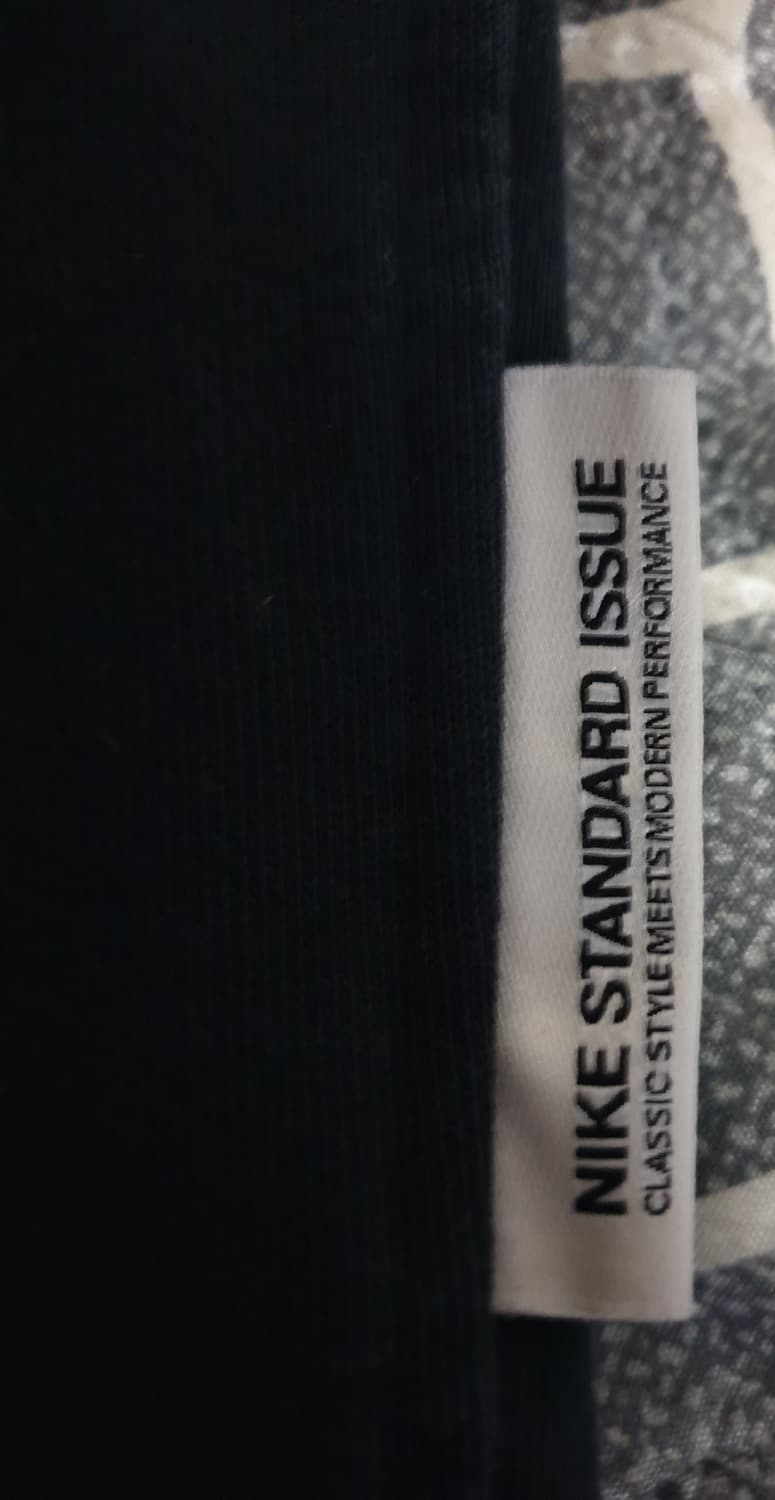 NIKE STANDARD ISSUE
CLASSIC STYLE MEETS MODERN PERFORMANCE